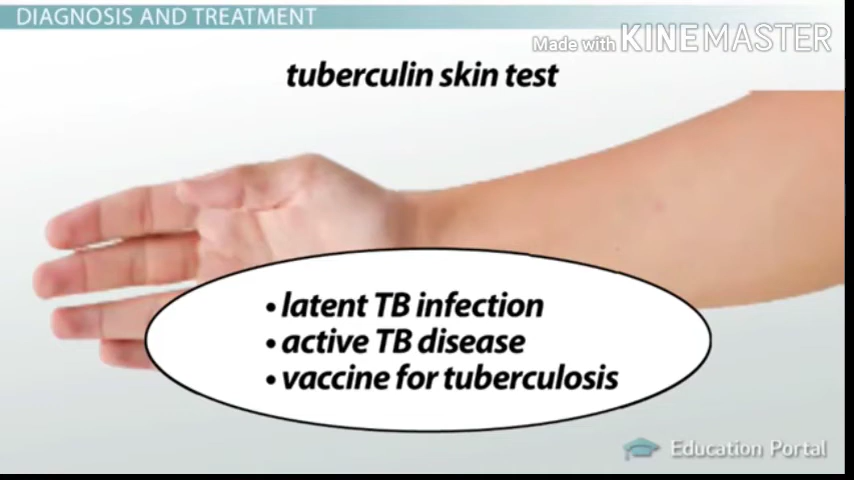 DIAGNOSIS AND TREATMENT
Made with KINEMASTER
tuberculin skin test
• latent TB infection
• active TB disease
• vaccine for tuberculosis
Education Portal